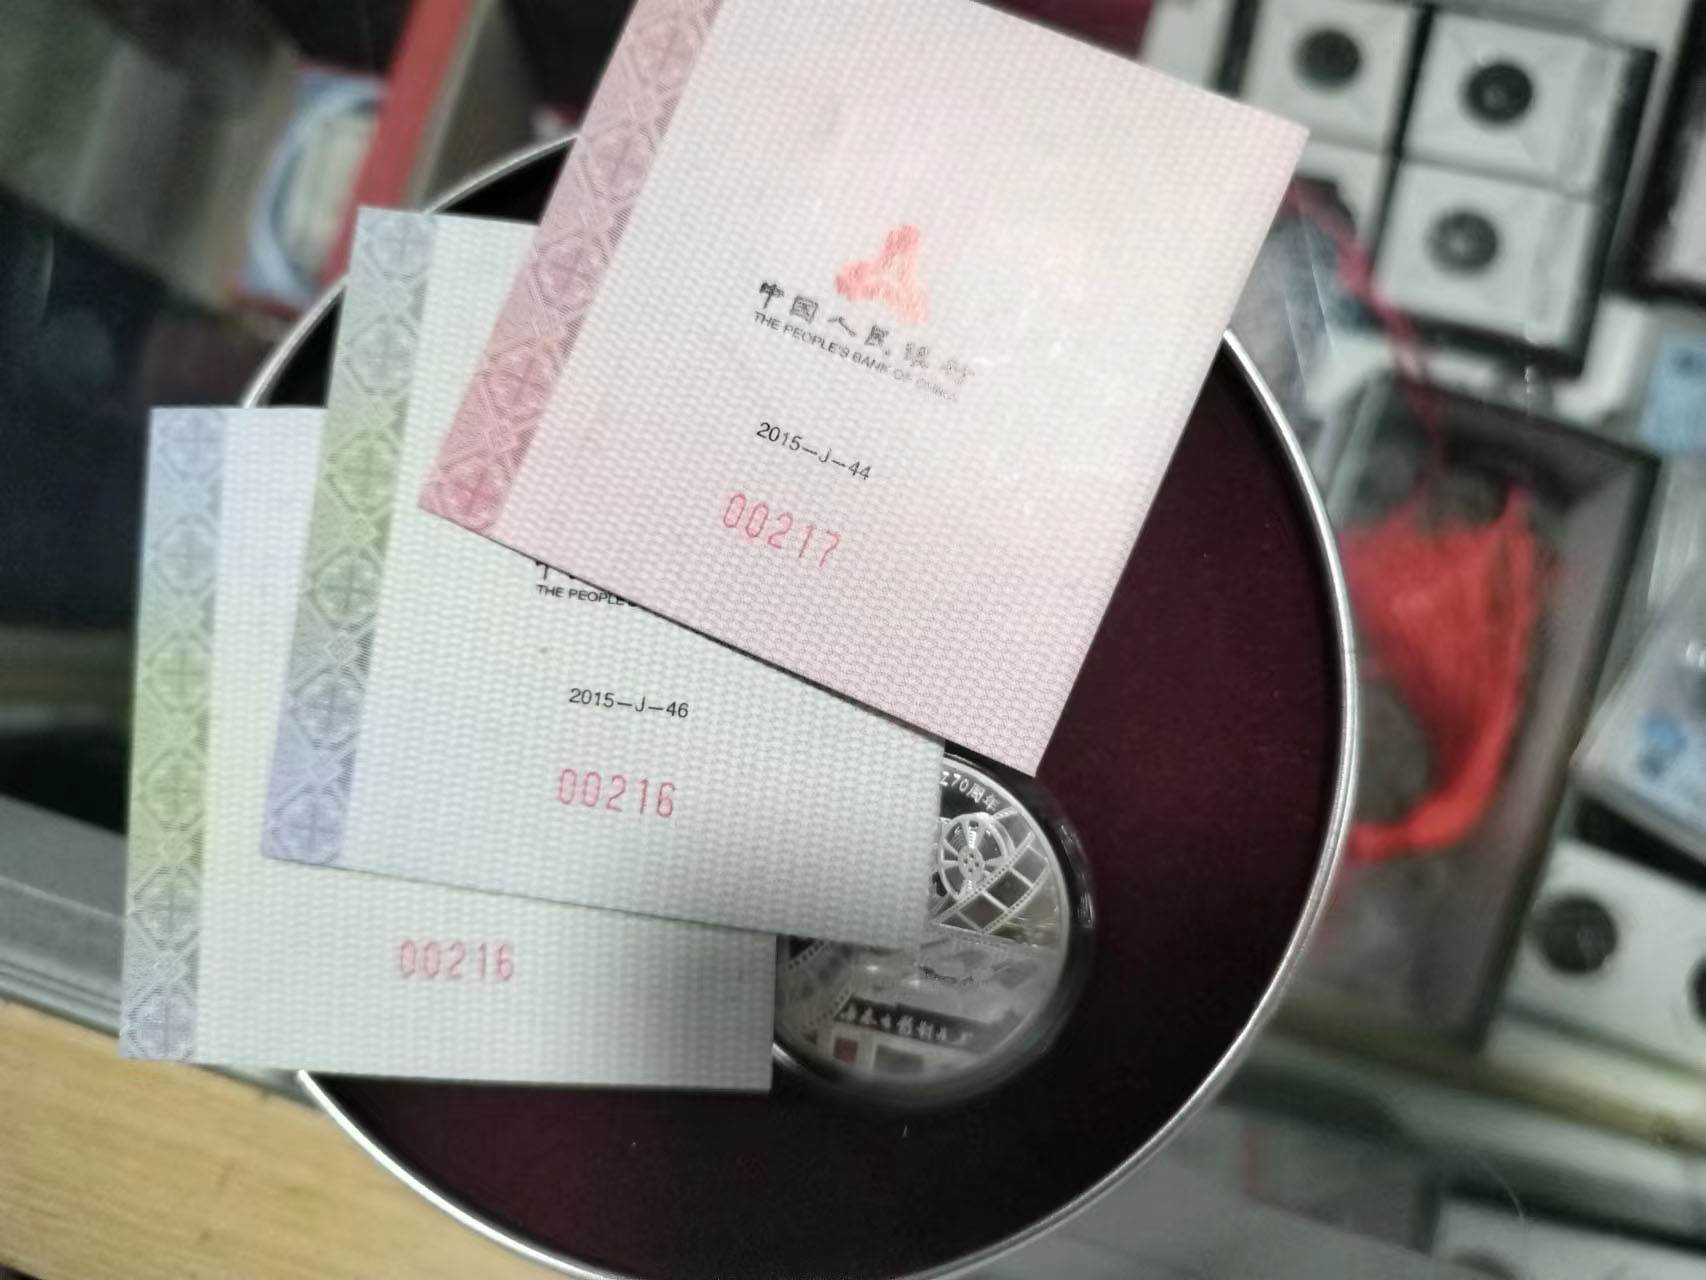 中国人民银行
THE PEOPLE'S BANK OF CHINA
2015—J—44
00217
THE PEOPLE'S
2015—J—46
00216
00216
70周年